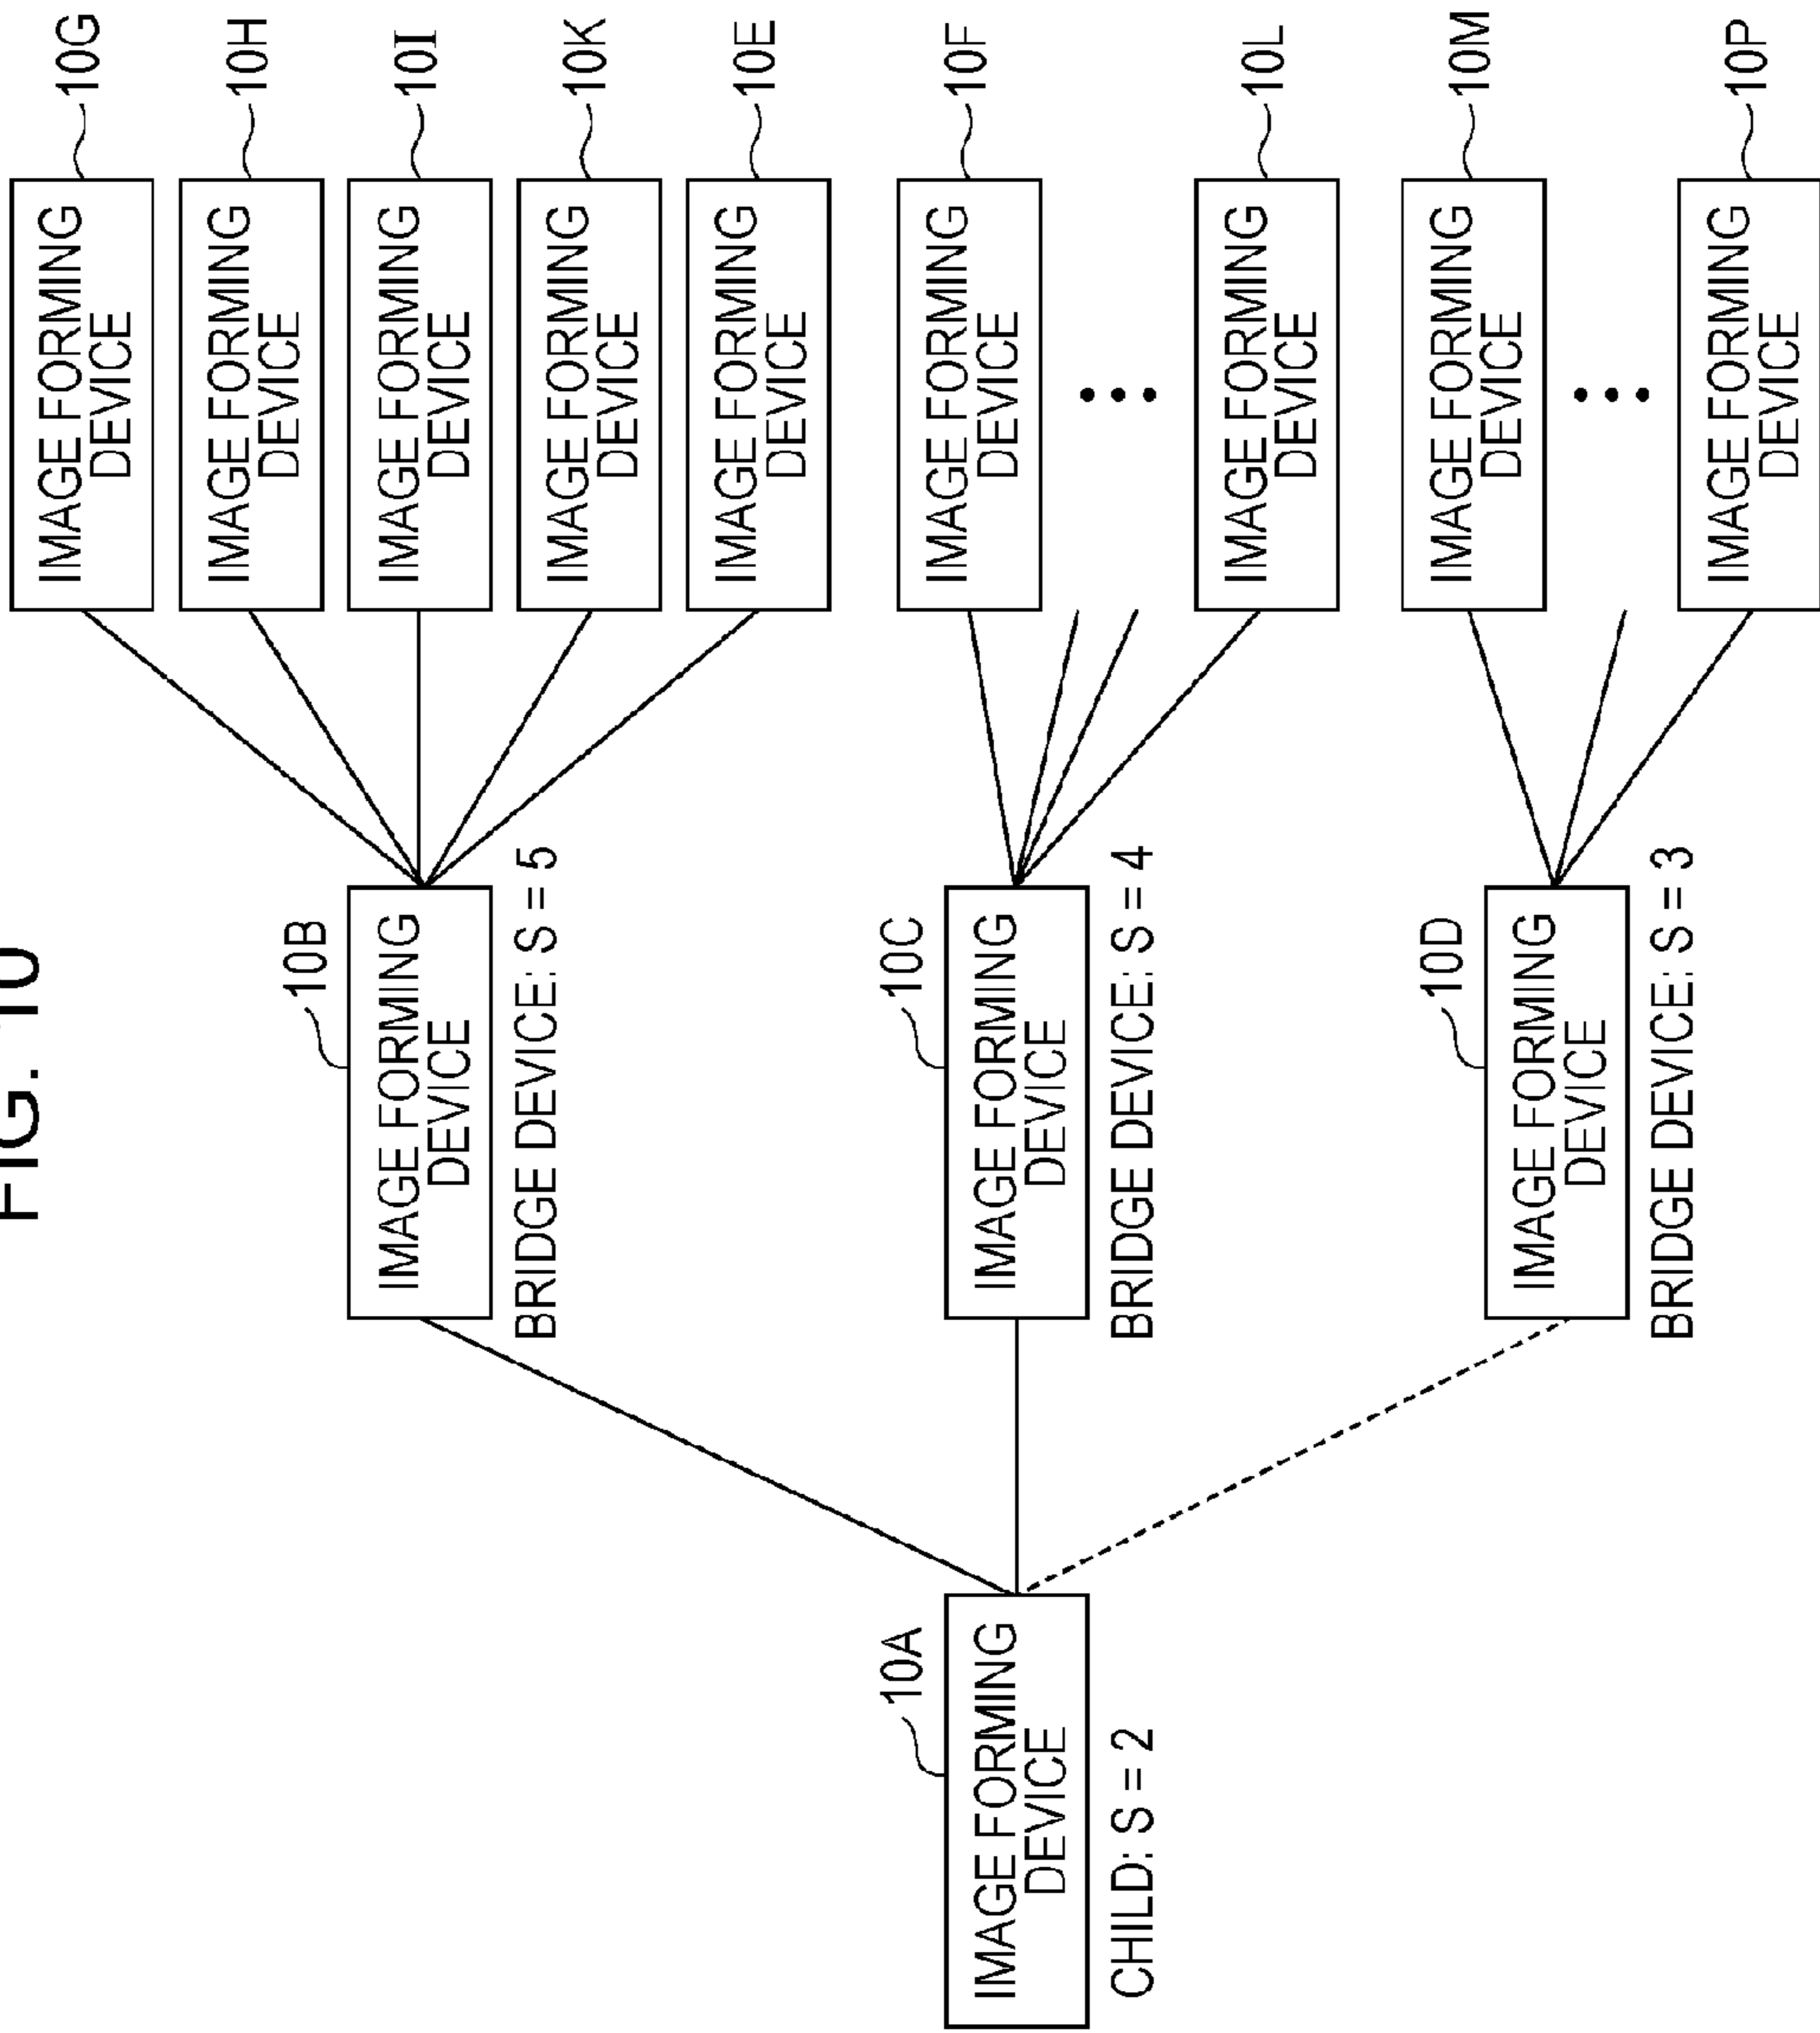 FIG. 10
IMAGE FORMING
DEVICE
10A
CHILD: S = 2
10B
IMAGE FORMING
DEVICE
BRIDGE DEVICE: S = 5
10C
IMAGE FORMING
DEVICE
BRIDGE DEVICE: S = 4
10D
IMAGE FORMING
DEVICE
BRIDGE DEVICE: S = 3
IMAGE FORMING
DEVICE
10G
IMAGE FORMING
DEVICE
10H
IMAGE FORMING
DEVICE
10I
IMAGE FORMING
DEVICE
10K
IMAGE FORMING
DEVICE
10E
IMAGE FORMING
DEVICE
10F
IMAGE FORMING
DEVICE
10L
IMAGE FORMING
DEVICE
10M
IMAGE FORMING
DEVICE
10P